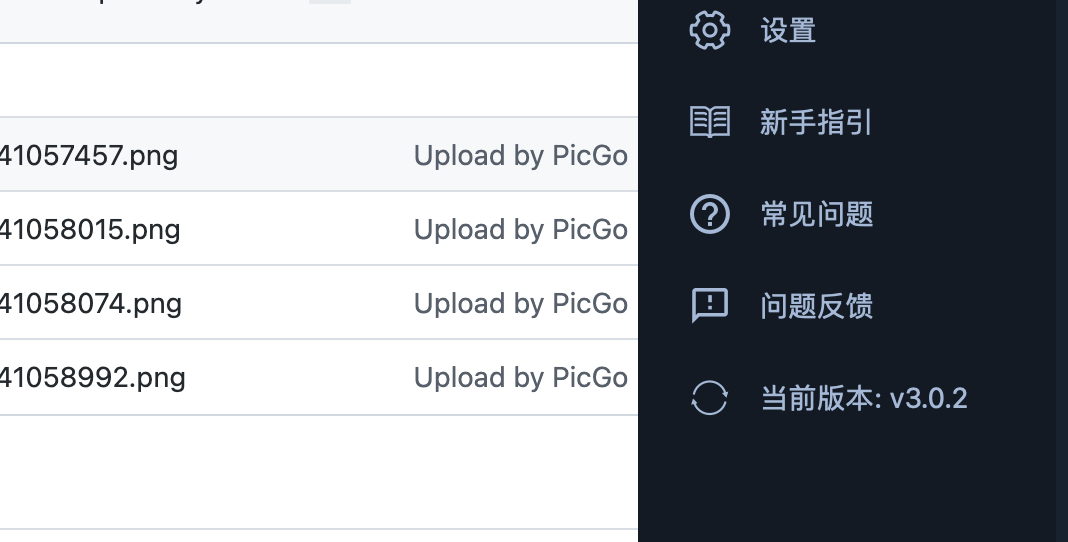 41057457.png Upload by PicGo
41058015.png Upload by PicGo
41058074.png Upload by PicGo
41058992.png Upload by PicGo
设置
新手指引
常见问题
问题反馈
当前版本: v3.0.2